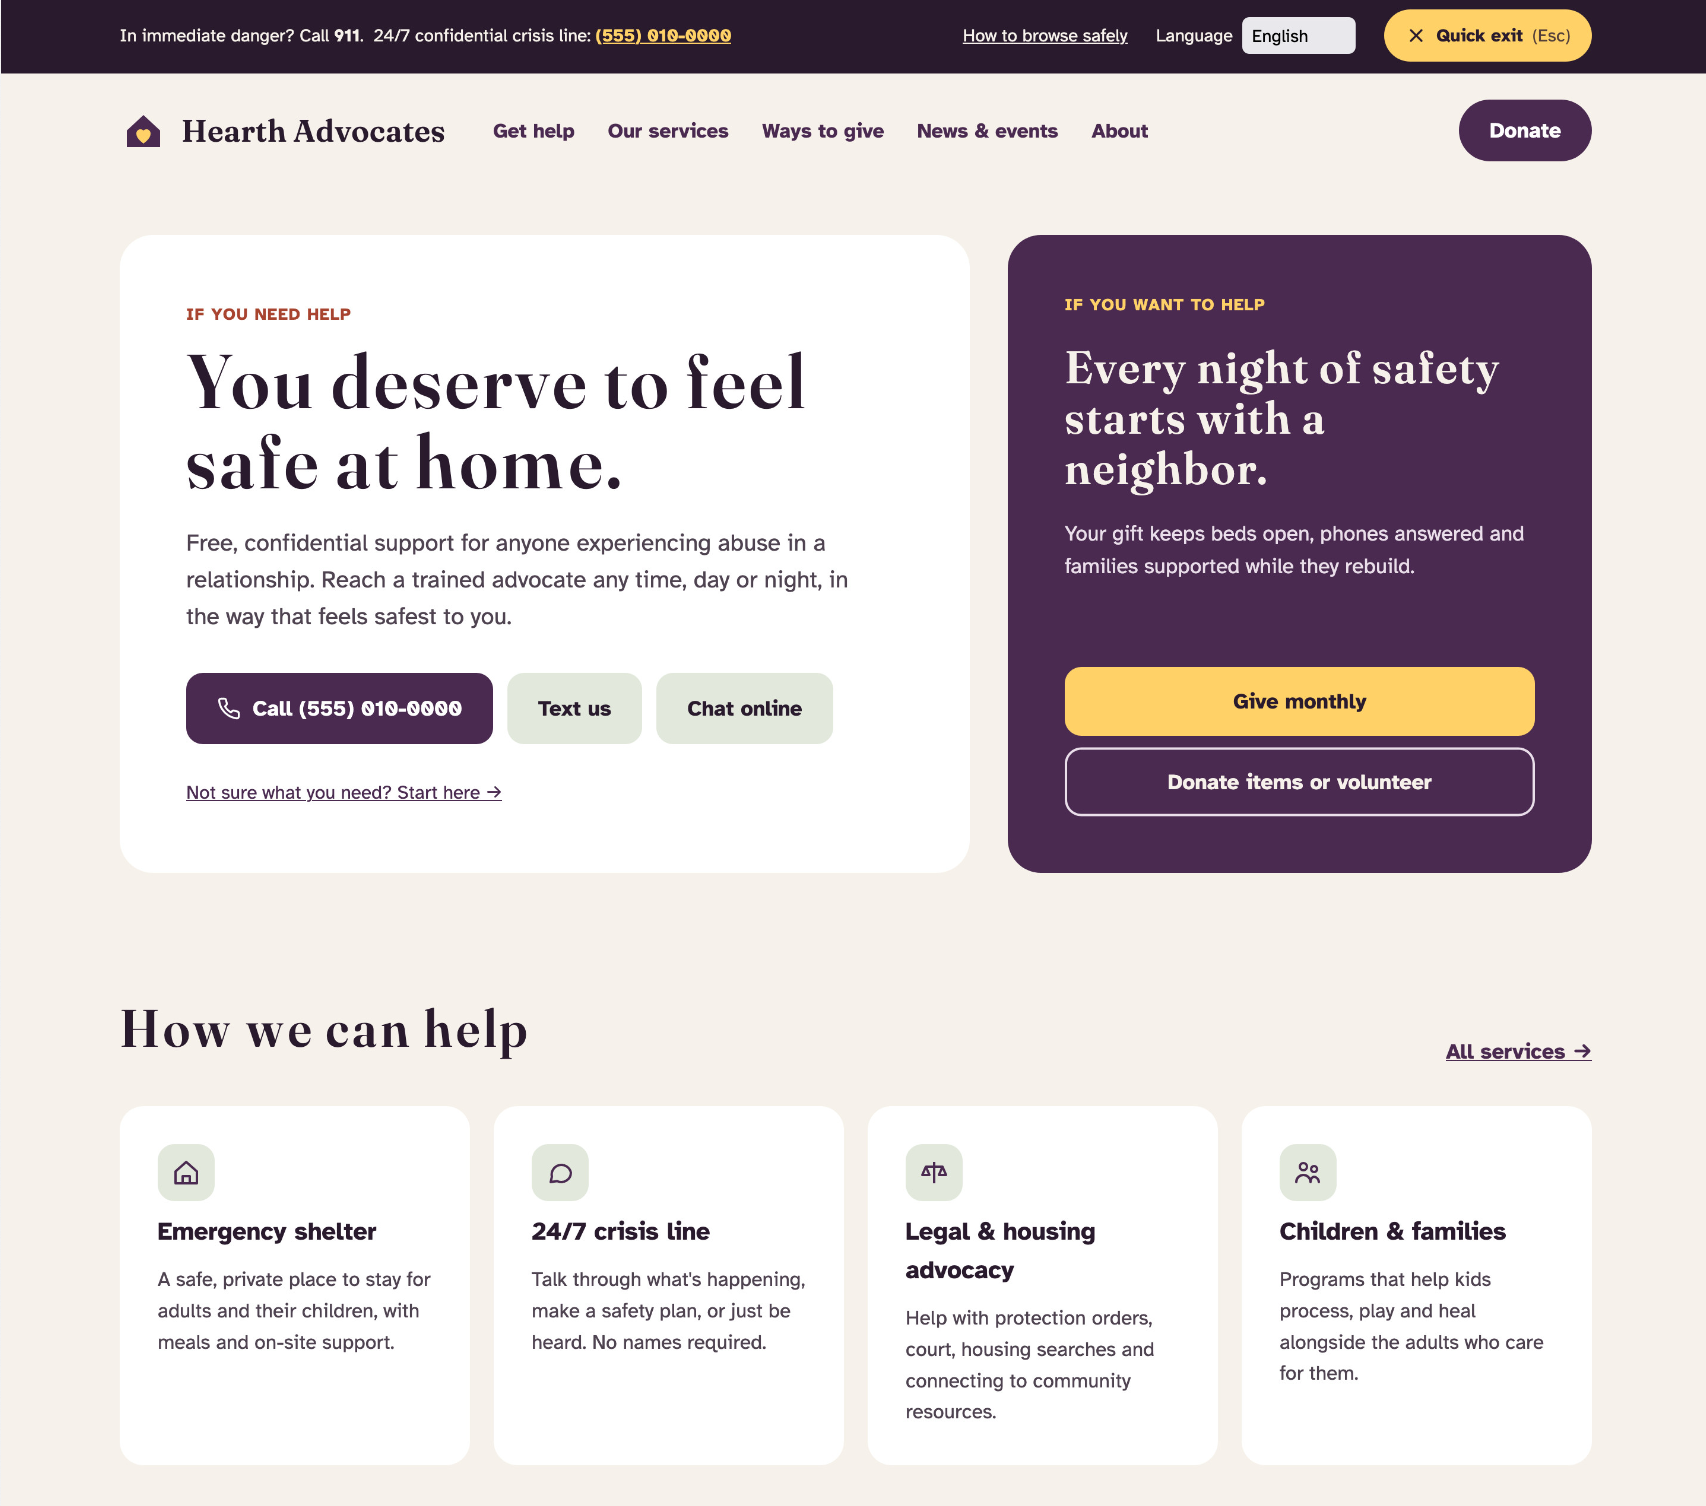 In immediate danger? Call 911. 24/7 confidential crisis line: (555) 010-0000
How to browse safely
Language
English
Quick exit (Esc)
Hearth Advocates
Get help
Our services
Ways to give
News & events
About
Donate
IF YOU NEED HELP
You deserve to feel
safe at home.
Free, confidential support for anyone experiencing abuse in a
relationship. Reach a trained advocate any time, day or night, in
the way that feels safest to you.
Call (555) 010-0000
Text us
Chat online
Not sure what you need? Start here →
IF YOU WANT TO HELP
Every night of safety
starts with a
neighbor.
Your gift keeps beds open, phones answered and
families supported while they rebuild.
Give monthly
Donate items or volunteer
How we can help
All services →
Emergency shelter
A safe, private place to stay for
adults and their children, with
meals and on-site support.
24/7 crisis line
Talk through what's happening,
make a safety plan, or just be
heard. No names required.
Legal & housing
advocacy
Help with protection orders,
court, housing searches and
connecting to community
resources.
Children & families
Programs that help kids
process, play and heal
alongside the adults who care
for them.